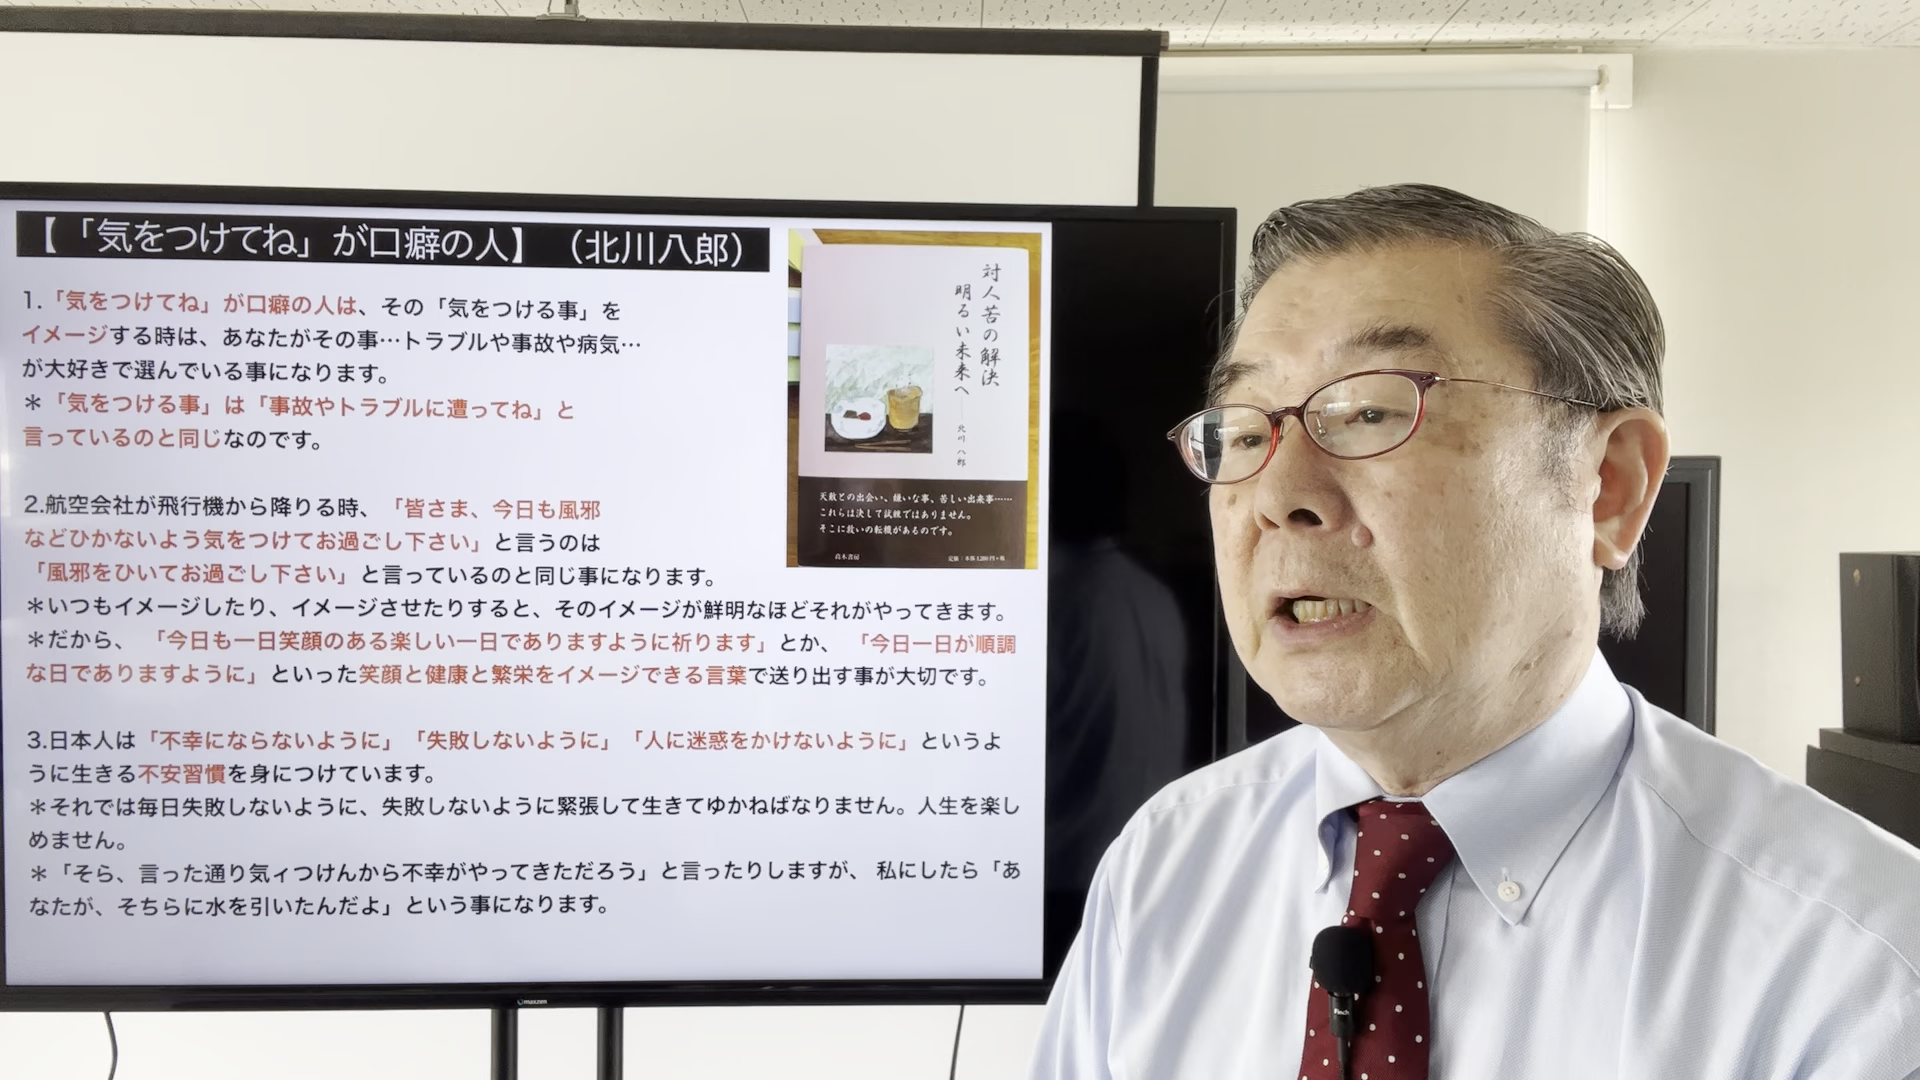 【「気をつけてね」が口癖の人】（北川八郎）
1.「気をつけてね」が口癖の人は、その「気をつける事」を
イメージする時は、あなたがその事…トラブルや事故や病気…
が大好きで選んでいる事になります。
＊「気をつける事」は「事故やトラブルに遭ってね」と
言っているのと同じなのです。
2.航空会社が飛行機から降りる時、「皆さま、今日も風邪
などひかないよう気をつけてお過ごし下さい」と言うのは
「風邪をひいてお過ごし下さい」と言っているのと同じ事になります。
＊いつもイメージしたり、イメージさせたりすると、そのイメージが鮮明なほどそれがやってきます。
＊だから、「今日も一日笑顔のある楽しい一日でありますように祈ります」とか、「今日一日が順調
な日でありますように」といった笑顔と健康と繁栄をイメージできる言葉で送り出す事が大切です。
3.日本人は「不幸にならないように」「失敗しないように」「人に迷惑をかけないように」というよ
うに生きる不安習慣を身につけています。
＊それでは毎日失敗しないように、失敗しないように緊張して生きてゆかねばなりません。人生を楽し
めません。
＊「そら、言った通り気ィつけんから不幸がやってきただろう」と言ったりしますが、 私にしたら「あ
なたが、そちらに水を引いたんだよ」という事になります。
対人苦の解決
明るい未来へ
北川 八郎
天敵との出会い、嫌いな事、苦しい出来事……
これらは決して試練ではありません。
そこに救いの転機があるのです。
高木書房
定価：本体1,200円+税
maxzen
Finch